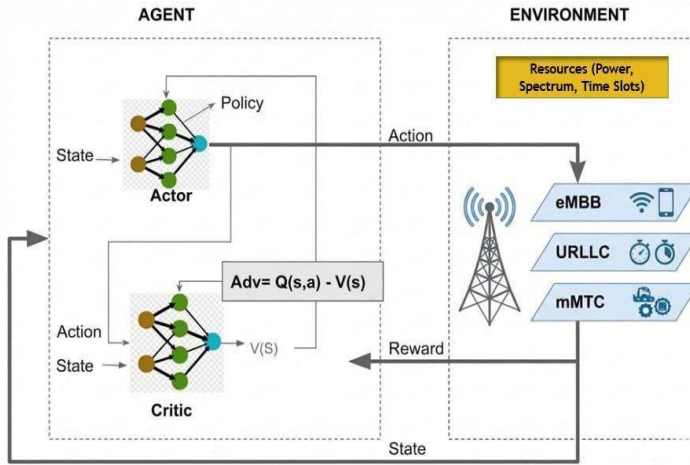 AGENT
ENVIRONMENT
Resources (Power,
Spectrum, Time Slots)
Policy
Action
State
Actor
eMBB
URLLC
Adv= Q(s,a) - V(s)
mMTC
Action
V(S)
Reward
State
Critic
State